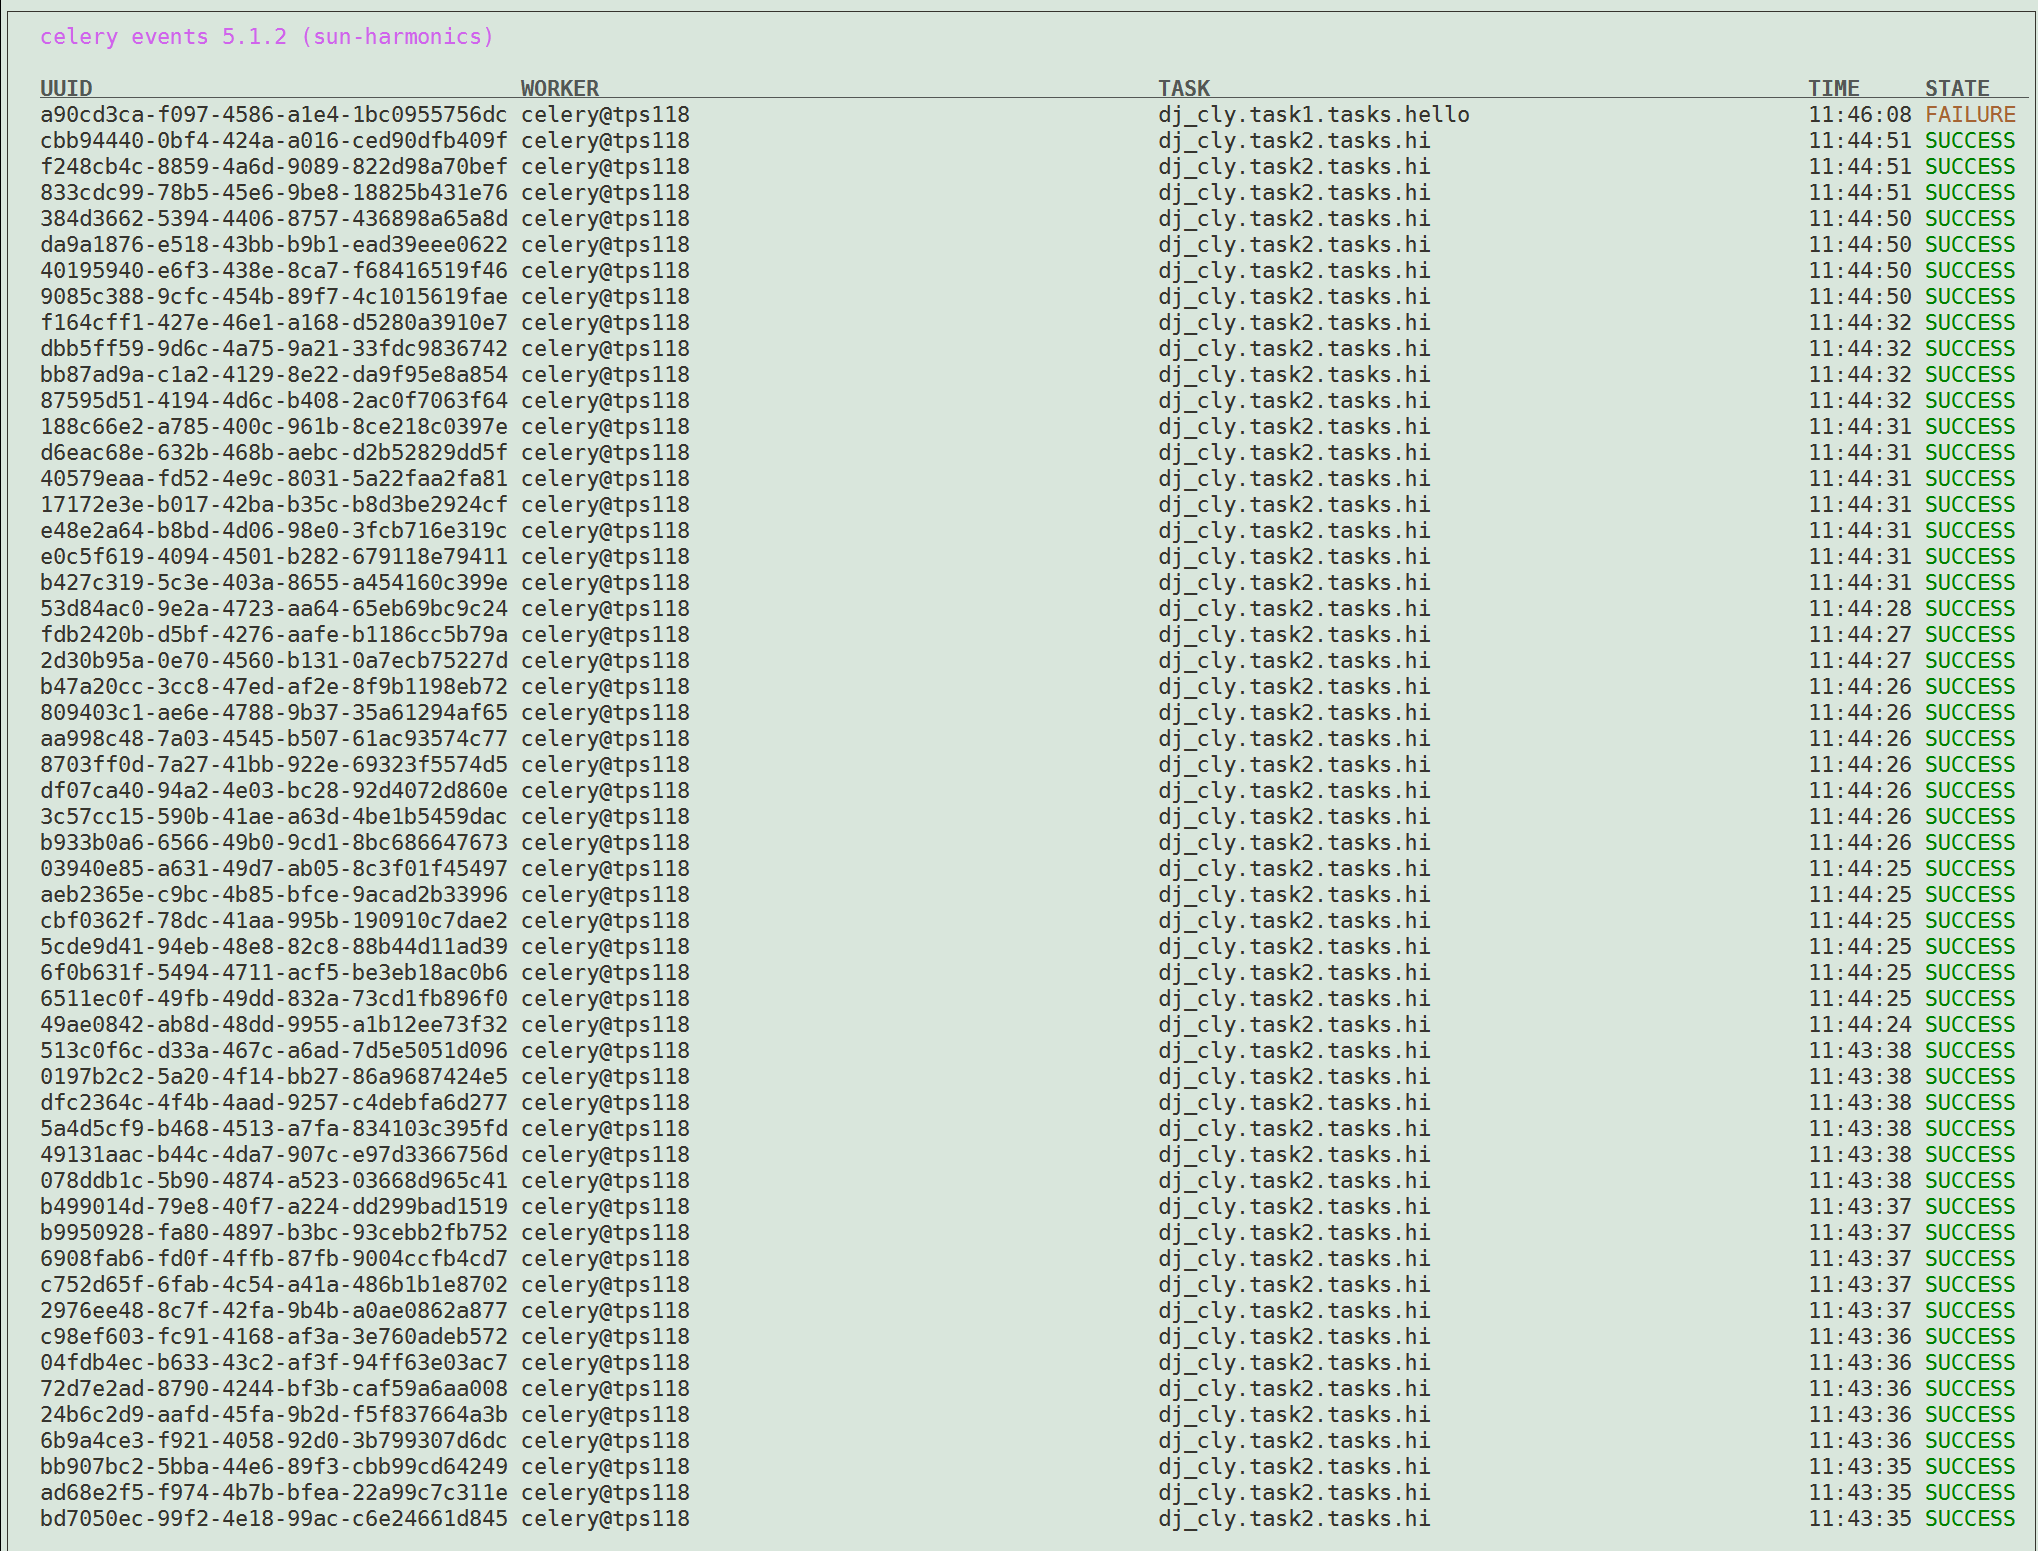 celery events 5.1.2 (sun-harmonics)
UUID WORKER TASK TIME STATE
a90cd3ca-f097-4586-a1e4-1bc0955756dc celery@tps118 dj_cly.task1.tasks.hello 11:46:08 FAILURE
cbb94440-0bf4-424a-a016-ced90dfb409f celery@tps118 dj_cly.task2.tasks.hi 11:44:51 SUCCESS
f248cb4c-8859-4a6d-9089-822d98a70bef celery@tps118 dj_cly.task2.tasks.hi 11:44:51 SUCCESS
833cdc99-78b5-45e6-9be8-18825b431e76 celery@tps118 dj_cly.task2.tasks.hi 11:44:51 SUCCESS
384d3662-5394-4406-8757-436898a65a8d celery@tps118 dj_cly.task2.tasks.hi 11:44:50 SUCCESS
da9a1876-e518-43bb-b9b1-ead39eee0622 celery@tps118 dj_cly.task2.tasks.hi 11:44:50 SUCCESS
40195940-e6f3-438e-8ca7-f68416519f46 celery@tps118 dj_cly.task2.tasks.hi 11:44:50 SUCCESS
9085c388-9cfc-454b-89f7-4c1015619fae celery@tps118 dj_cly.task2.tasks.hi 11:44:50 SUCCESS
f164cff1-427e-46e1-a168-d5280a3910e7 celery@tps118 dj_cly.task2.tasks.hi 11:44:32 SUCCESS
dbb5ff59-9d6c-4a75-9a21-33fdc9836742 celery@tps118 dj_cly.task2.tasks.hi 11:44:32 SUCCESS
bb87ad9a-c1a2-4129-8e22-da9f95e8a854 celery@tps118 dj_cly.task2.tasks.hi 11:44:32 SUCCESS
87595d51-4194-4d6c-b408-2ac0f7063f64 celery@tps118 dj_cly.task2.tasks.hi 11:44:32 SUCCESS
188c66e2-a785-400c-961b-8ce218c0397e celery@tps118 dj_cly.task2.tasks.hi 11:44:31 SUCCESS
d6eac68e-632b-468b-aebc-d2b52829dd5f celery@tps118 dj_cly.task2.tasks.hi 11:44:31 SUCCESS
40579eaa-fd52-4e9c-8031-5a22faa2fa81 celery@tps118 dj_cly.task2.tasks.hi 11:44:31 SUCCESS
17172e3e-b017-42ba-b35c-b8d3be2924cf celery@tps118 dj_cly.task2.tasks.hi 11:44:31 SUCCESS
e48e2a64-b8bd-4d06-98e0-3fcb716e319c celery@tps118 dj_cly.task2.tasks.hi 11:44:31 SUCCESS
e0c5f619-4094-4501-b282-679118e79411 celery@tps118 dj_cly.task2.tasks.hi 11:44:31 SUCCESS
b427c319-5c3e-403a-8655-a454160c399e celery@tps118 dj_cly.task2.tasks.hi 11:44:31 SUCCESS
53d84ac0-9e2a-4723-aa64-65eb69bc9c24 celery@tps118 dj_cly.task2.tasks.hi 11:44:28 SUCCESS
fdb2420b-d5bf-4276-aafe-b1186cc5b79a celery@tps118 dj_cly.task2.tasks.hi 11:44:27 SUCCESS
2d30b95a-0e70-4560-b131-0a7ecb75227d celery@tps118 dj_cly.task2.tasks.hi 11:44:27 SUCCESS
b47a20cc-3cc8-47ed-af2e-8f9b1198eb72 celery@tps118 dj_cly.task2.tasks.hi 11:44:26 SUCCESS
809403c1-ae6e-4788-9b37-35a61294af65 celery@tps118 dj_cly.task2.tasks.hi 11:44:26 SUCCESS
aa998c48-7a03-4545-b507-61ac93574c77 celery@tps118 dj_cly.task2.tasks.hi 11:44:26 SUCCESS
8703ff0d-7a27-41bb-922e-69323f5574d5 celery@tps118 dj_cly.task2.tasks.hi 11:44:26 SUCCESS
df07ca40-94a2-4e03-bc28-92d4072d860e celery@tps118 dj_cly.task2.tasks.hi 11:44:26 SUCCESS
3c57cc15-590b-41ae-a63d-4be1b5459dac celery@tps118 dj_cly.task2.tasks.hi 11:44:26 SUCCESS
b933b0a6-6566-49b0-9cd1-8bc686647673 celery@tps118 dj_cly.task2.tasks.hi 11:44:26 SUCCESS
03940e85-a631-49d7-ab05-8c3f01f45497 celery@tps118 dj_cly.task2.tasks.hi 11:44:25 SUCCESS
aeb2365e-c9bc-4b85-bfce-9acad2b33996 celery@tps118 dj_cly.task2.tasks.hi 11:44:25 SUCCESS
cbf0362f-78dc-41aa-995b-190910c7dae2 celery@tps118 dj_cly.task2.tasks.hi 11:44:25 SUCCESS
5cde9d41-94eb-48e8-82c8-88b44d11ad39 celery@tps118 dj_cly.task2.tasks.hi 11:44:25 SUCCESS
6f0b631f-5494-4711-acf5-be3eb18ac0b6 celery@tps118 dj_cly.task2.tasks.hi 11:44:25 SUCCESS
6511ec0f-49fb-49dd-832a-73cd1fb896f0 celery@tps118 dj_cly.task2.tasks.hi 11:44:25 SUCCESS
49ae0842-ab8d-48dd-9955-a1b12ee73f32 celery@tps118 dj_cly.task2.tasks.hi 11:44:24 SUCCESS
513c0f6c-d33a-467c-a6ad-7d5e5051d096 celery@tps118 dj_cly.task2.tasks.hi 11:43:38 SUCCESS
0197b2c2-5a20-4f14-bb27-86a9687424e5 celery@tps118 dj_cly.task2.tasks.hi 11:43:38 SUCCESS
dfc2364c-4f4b-4aad-9257-c4debfa6d277 celery@tps118 dj_cly.task2.tasks.hi 11:43:38 SUCCESS
5a4d5cf9-b468-4513-a7fa-834103c395fd celery@tps118 dj_cly.task2.tasks.hi 11:43:38 SUCCESS
49131aac-b44c-4da7-907c-e97d3366756d celery@tps118 dj_cly.task2.tasks.hi 11:43:38 SUCCESS
078ddb1c-5b90-4874-a523-03668d965c41 celery@tps118 dj_cly.task2.tasks.hi 11:43:38 SUCCESS
b499014d-79e8-40f7-a224-dd299bad1519 celery@tps118 dj_cly.task2.tasks.hi 11:43:37 SUCCESS
b9950928-fa80-4897-b3bc-93cebb2fb752 celery@tps118 dj_cly.task2.tasks.hi 11:43:37 SUCCESS
6908fab6-fd0f-4ffb-87fb-9004ccfb4cd7 celery@tps118 dj_cly.task2.tasks.hi 11:43:37 SUCCESS
c752d65f-6fab-4c54-a41a-486b1b1e8702 celery@tps118 dj_cly.task2.tasks.hi 11:43:37 SUCCESS
2976ee48-8c7f-42fa-9b4b-a0ae0862a877 celery@tps118 dj_cly.task2.tasks.hi 11:43:37 SUCCESS
c98ef603-fc91-4168-af3a-3e760adeb572 celery@tps118 dj_cly.task2.tasks.hi 11:43:36 SUCCESS
04fdb4ec-b633-43c2-af3f-94ff63e03ac7 celery@tps118 dj_cly.task2.tasks.hi 11:43:36 SUCCESS
72d7e2ad-8790-4244-bf3b-caf59a6aa008 celery@tps118 dj_cly.task2.tasks.hi 11:43:36 SUCCESS
24b6c2d9-aafd-45fa-9b2d-f5f837664a3b celery@tps118 dj_cly.task2.tasks.hi 11:43:36 SUCCESS
6b9a4ce3-f921-4058-92d0-3b799307d6dc celery@tps118 dj_cly.task2.tasks.hi 11:43:36 SUCCESS
bb907bc2-5bba-44e6-89f3-cbb99cd64249 celery@tps118 dj_cly.task2.tasks.hi 11:43:35 SUCCESS
ad68e2f5-f974-4b7b-bfea-22a99c7c311e celery@tps118 dj_cly.task2.tasks.hi 11:43:35 SUCCESS
bd7050ec-99f2-4e18-99ac-c6e24661d845 celery@tps118 dj_cly.task2.tasks.hi 11:43:35 SUCCESS